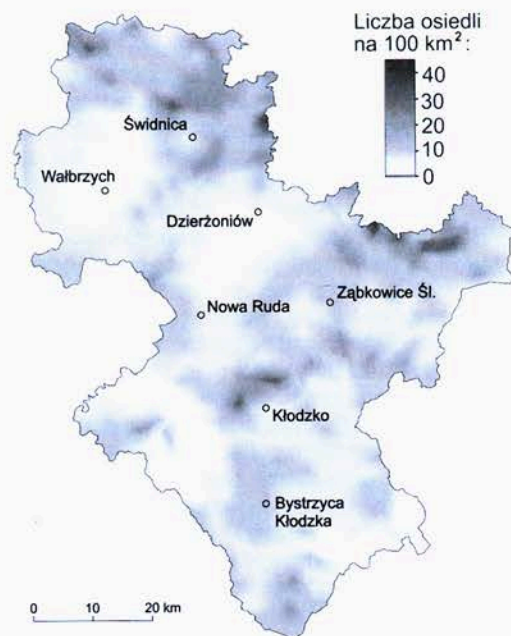 Liczba osiedli
na 100 km²:
40
30
20
10
0
Świdnica
Wałbrzych
Dzierżoniów
Nowa Ruda
Ząbkowice Śl.
Kłodzko
Bystrzyca
Kłodzka
0 10 20 km